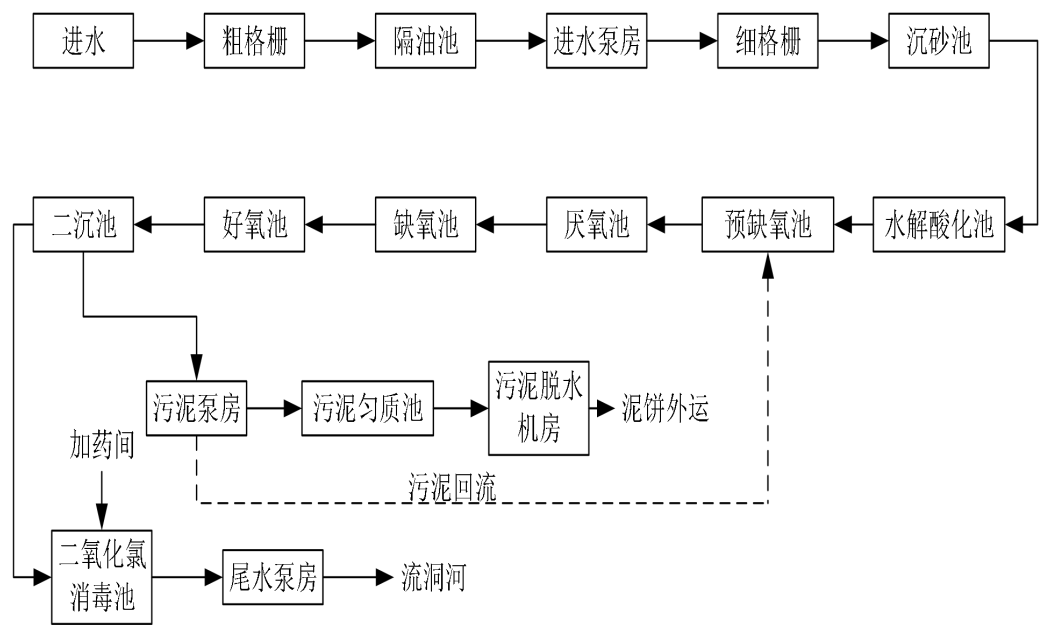 进水
粗格栅
隔油池
进水泵房
细格栅
沉砂池
二沉池
好氧池
缺氧池
厌氧池
预缺氧池
水解酸化池
污泥泵房
污泥匀质池
污泥脱水
机房
泥饼外运
加药间
污泥回流
二氧化氯
消毒池
尾水泵房
流洞河